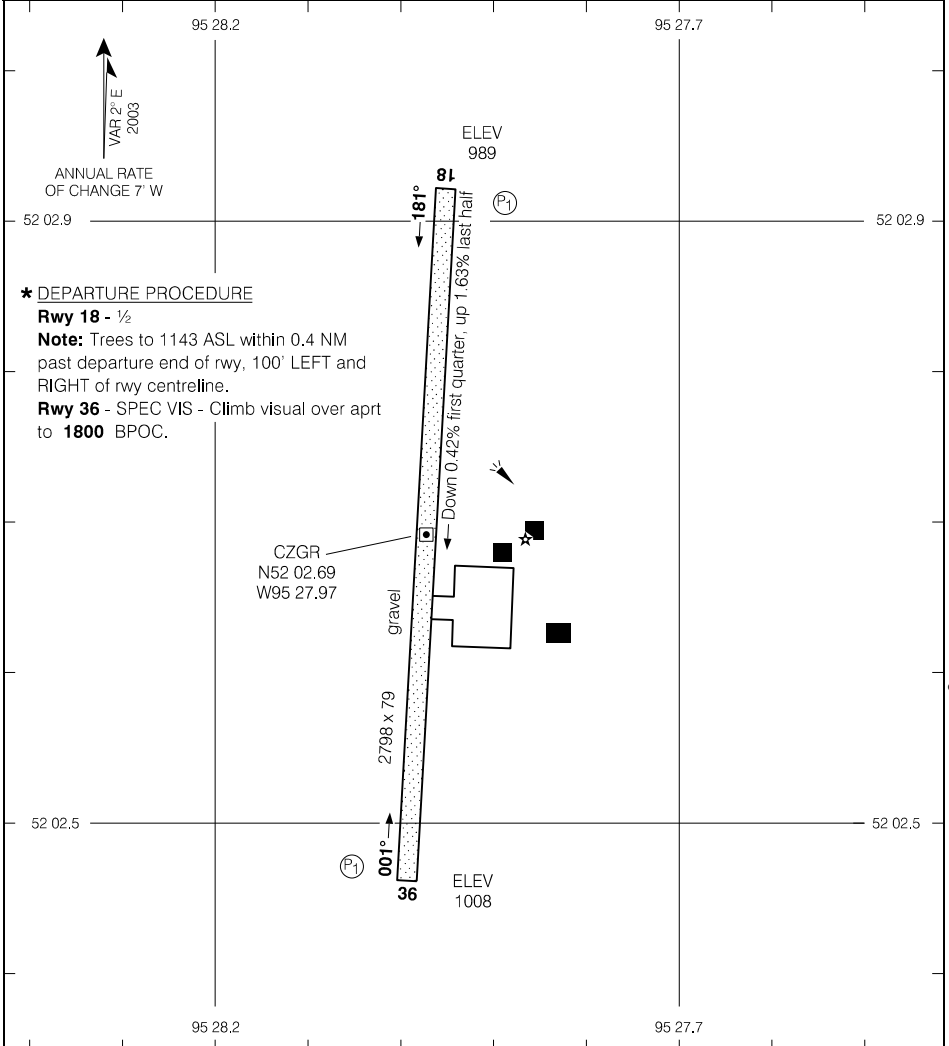 95 28.2
95 27.7
VAR 2° E
2003
ANNUAL RATE
OF CHANGE 7' W
ELEV
989
18
181°
P1
52 02.9
52 02.9
Down 0.42% first quarter, up 1.63% last half
* DEPARTURE PROCEDURE
Rwy 18 - ½
Note: Trees to 1143 ASL within 0.4 NM
past departure end of rwy, 100' LEFT and
RIGHT of rwy centreline.
Rwy 36 - SPEC VIS - Climb visual over aprt
to 1800 BPOC.
CZGR
N52 02.69
W95 27.97
gravel
2798 x 79
52 02.5
52 02.5
001°
P1
36
ELEV
1008
95 28.2
95 27.7